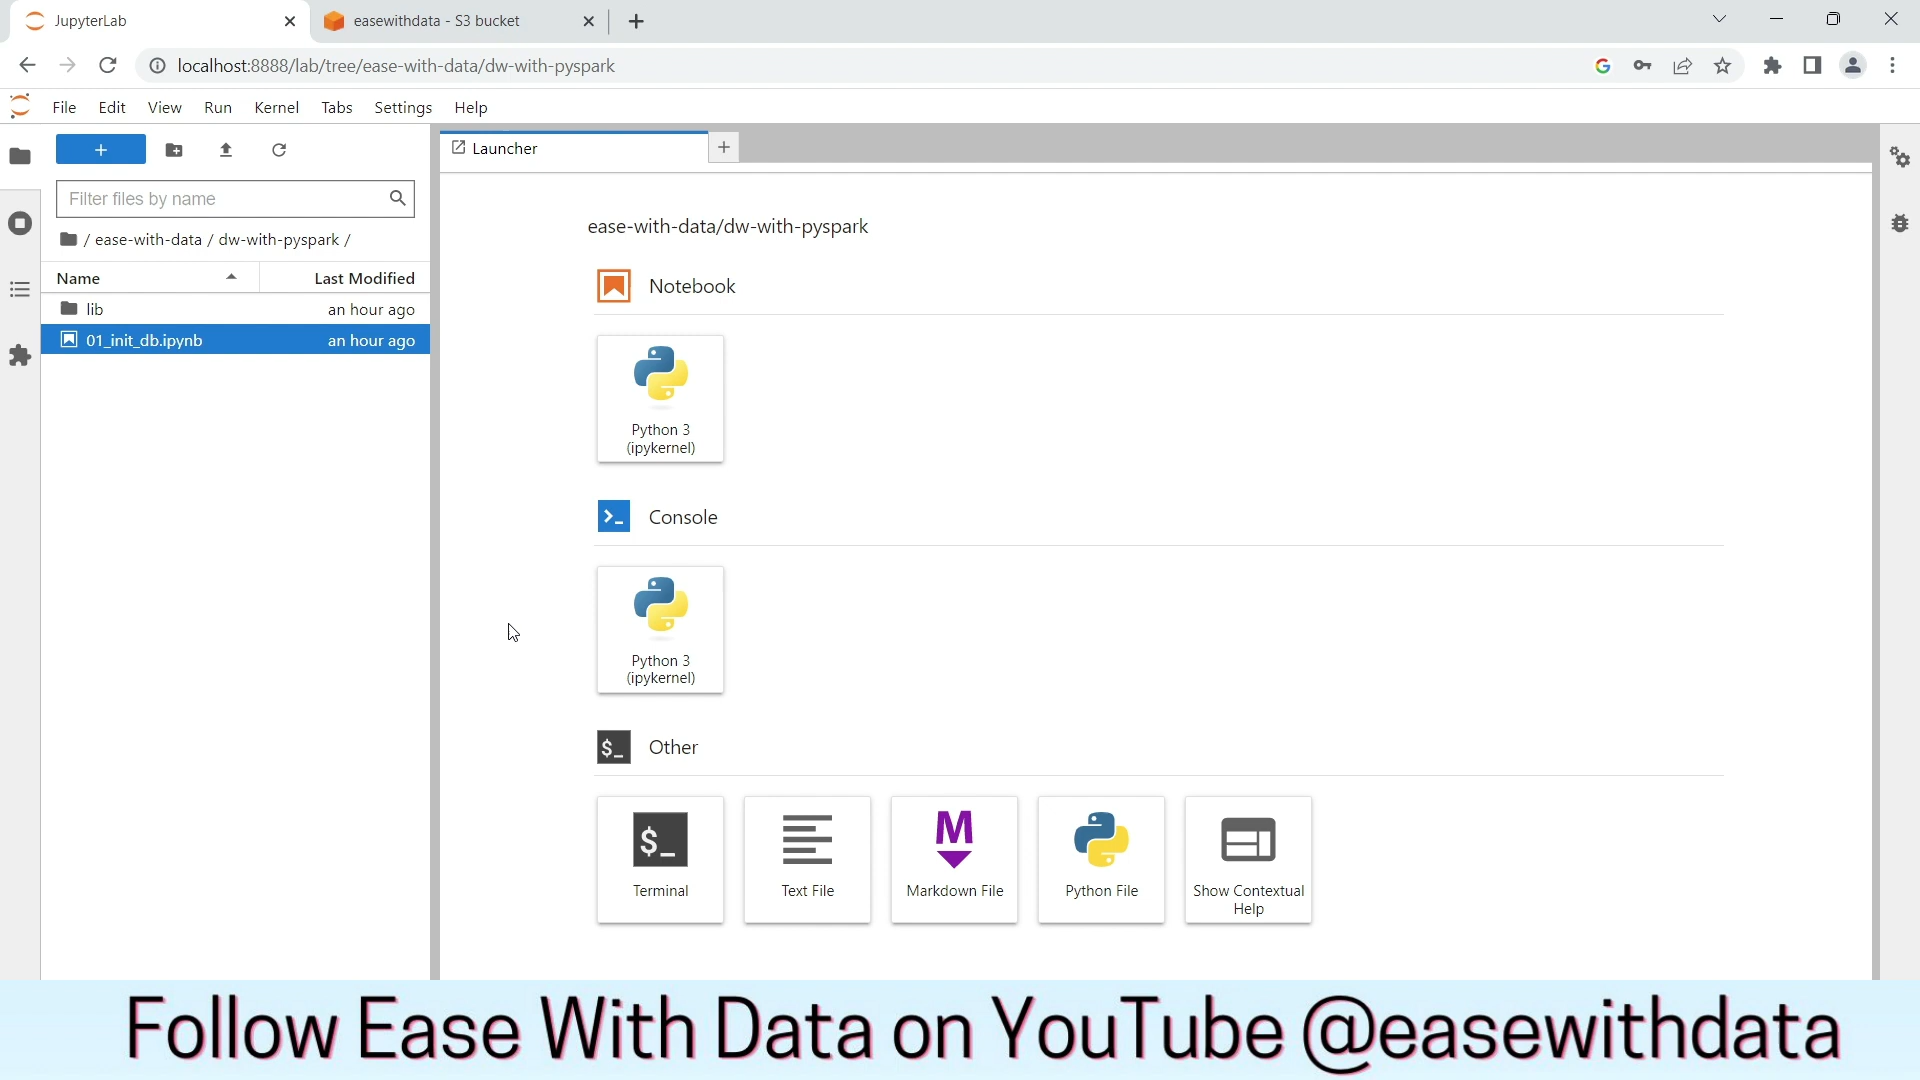 JupyterLab
easewithdata - S3 bucket
localhost:8888/lab/tree/ease-with-data/dw-with-pyspark
File Edit View Run Kernel Tabs Settings Help
Launcher
Filter files by name
/ ease-with-data / dw-with-pyspark /
Name Last Modified
lib an hour ago
01_init_db.ipynb an hour ago
ease-with-data/dw-with-pyspark
Notebook
Python 3
(ipykernel)
>_ Console
Python 3
(ipykernel)
$_ Other
$_
Terminal
Text File
M
Markdown File
Python File
Show Contextual
Help
Follow Ease With Data on YouTube @easewithdata